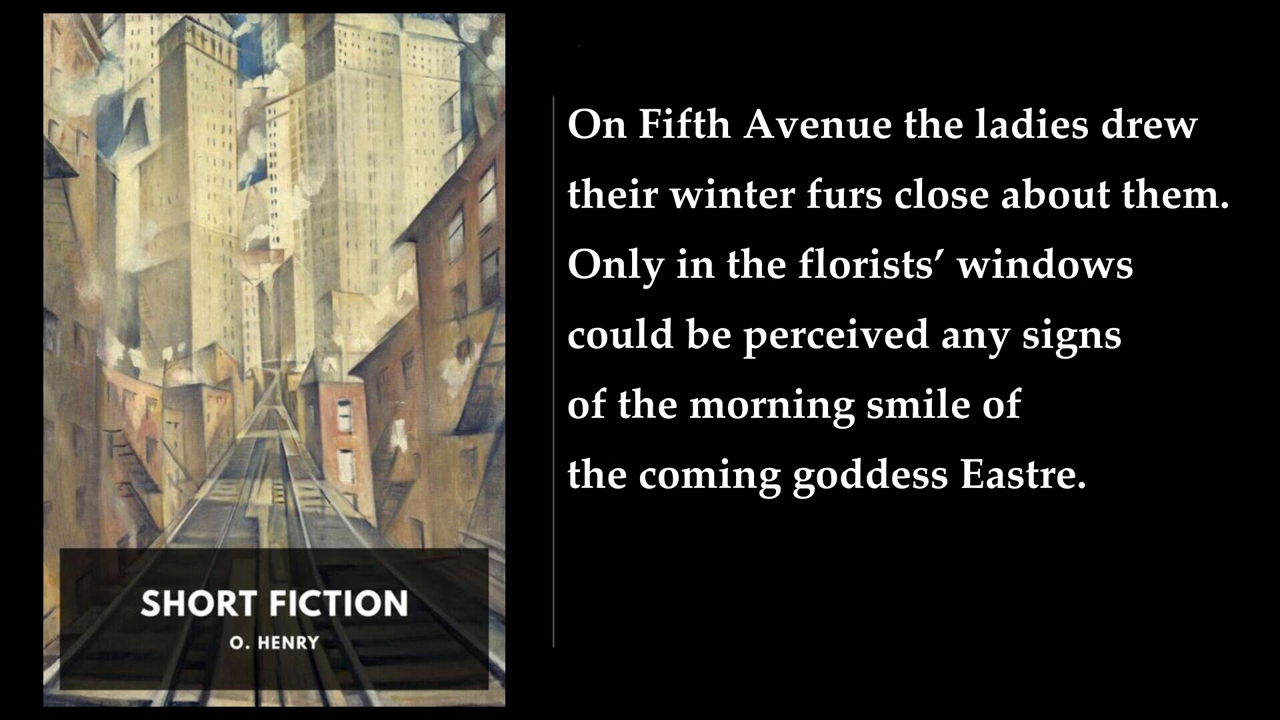 On Fifth Avenue the ladies drew
their winter furs close about them.
Only in the florists’ windows
could be perceived any signs
of the morning smile of
the coming goddess Eastre.
SHORT FICTION
O. HENRY